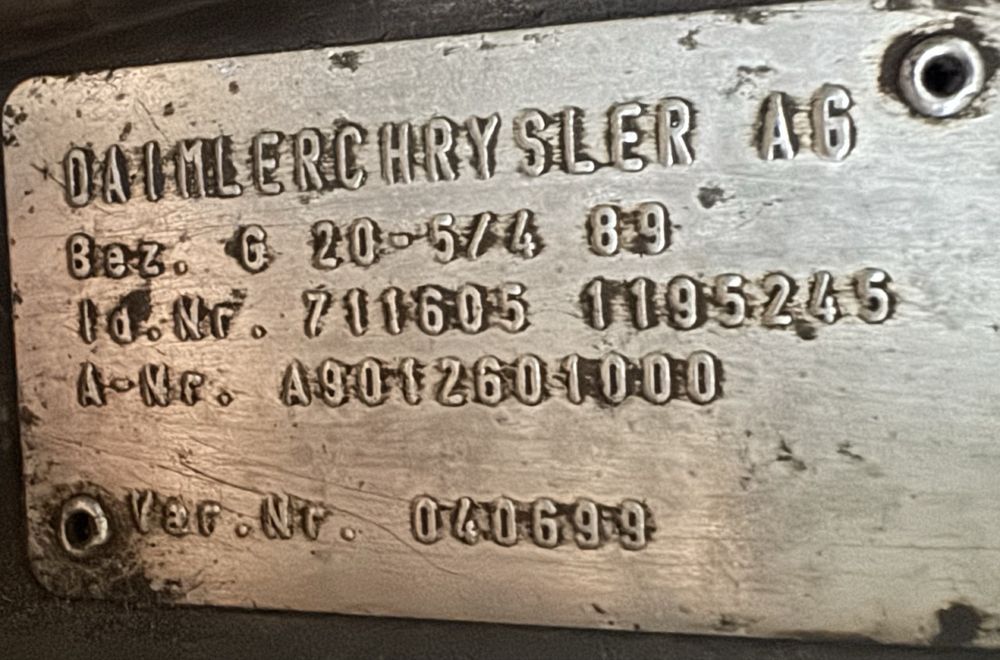 DAIMLERCHRYSLER AG
Bez. G 20-5/4 89
Id.Nr. 711605 1195245
A-Nr. A9012601000
Var.Nr. 040699